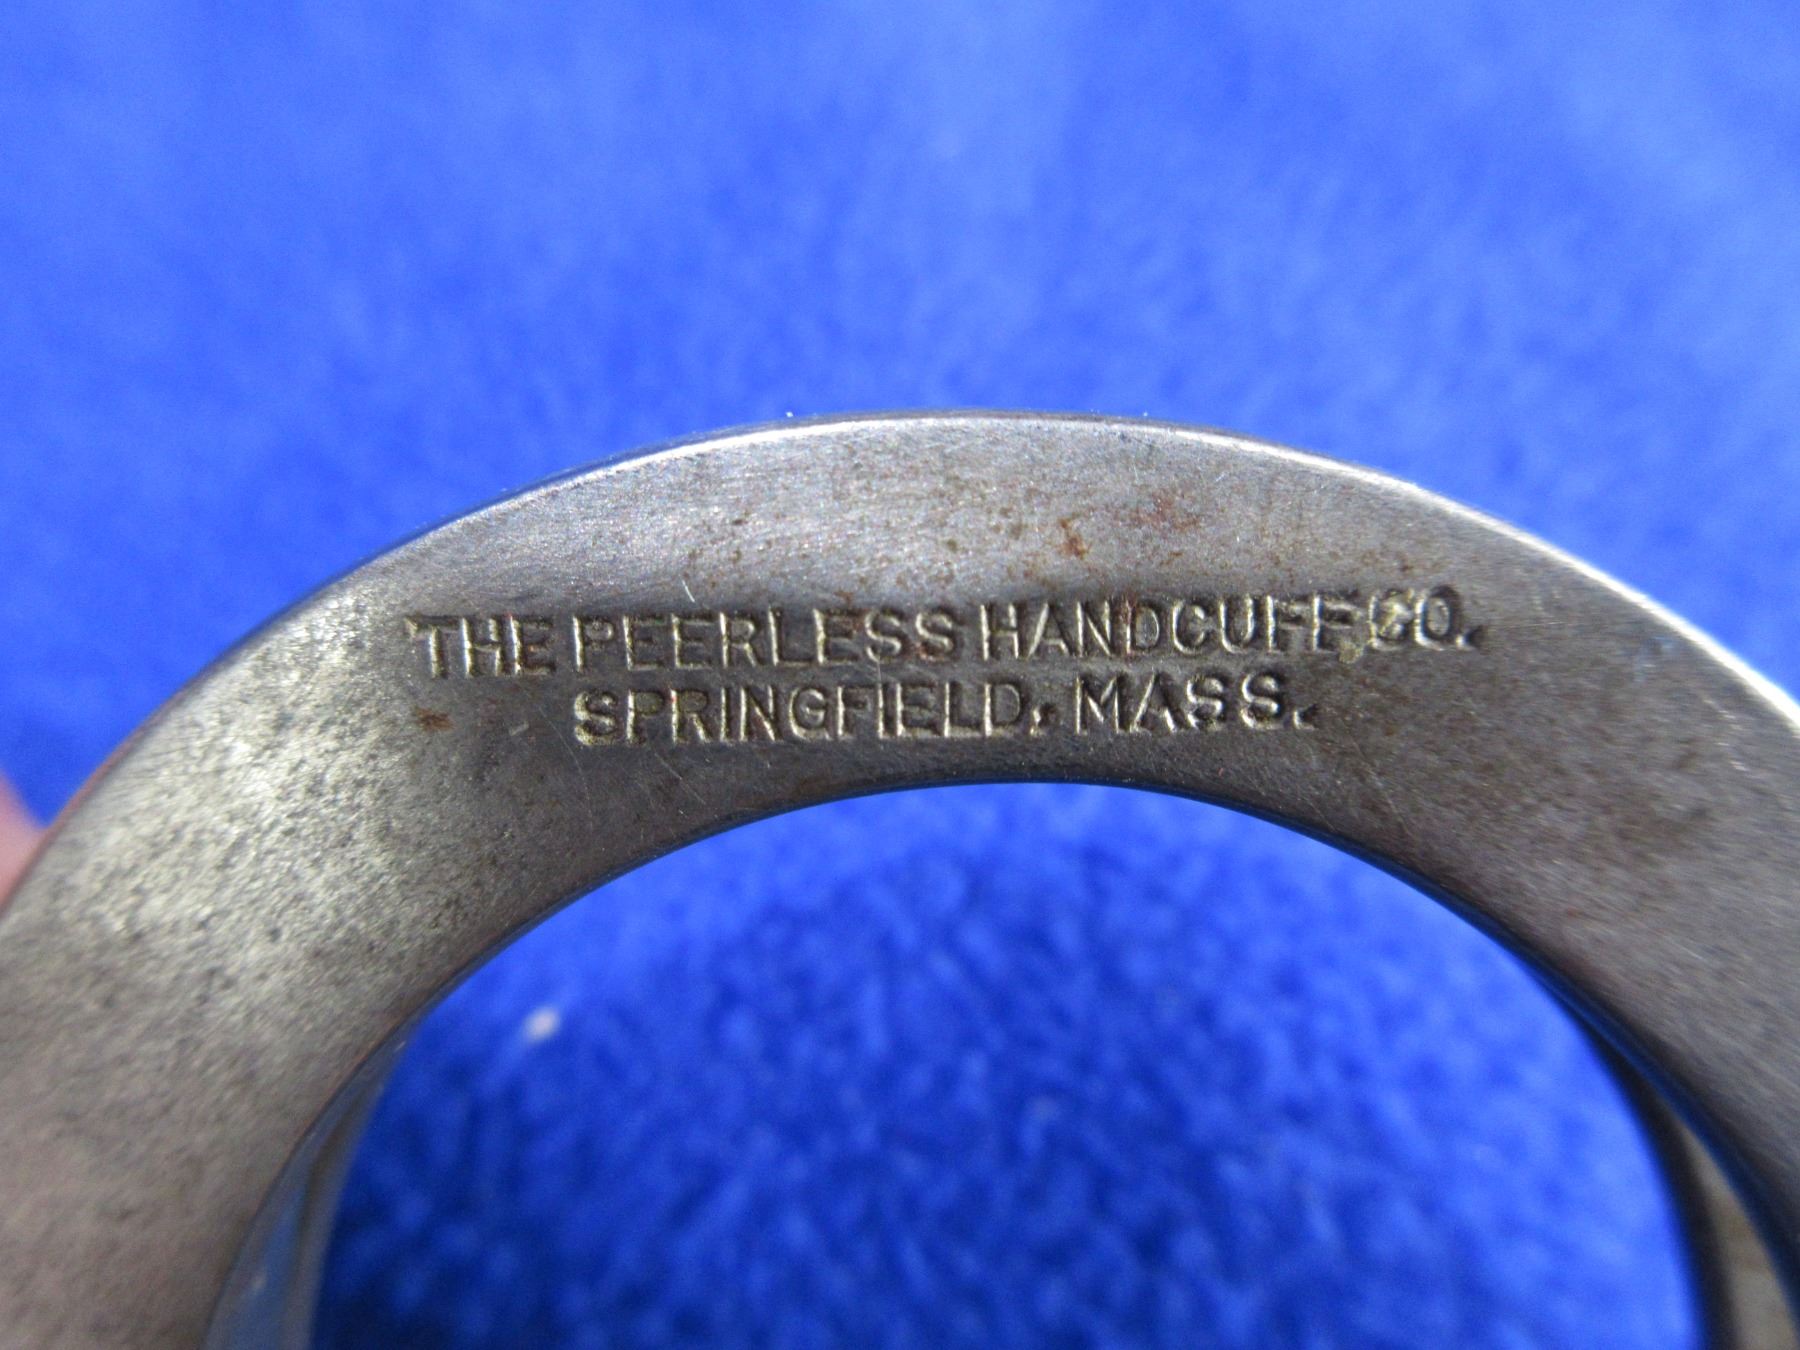 THE PEERLESS HANDCUFF CO.
SPRINGFIELD, MASS.